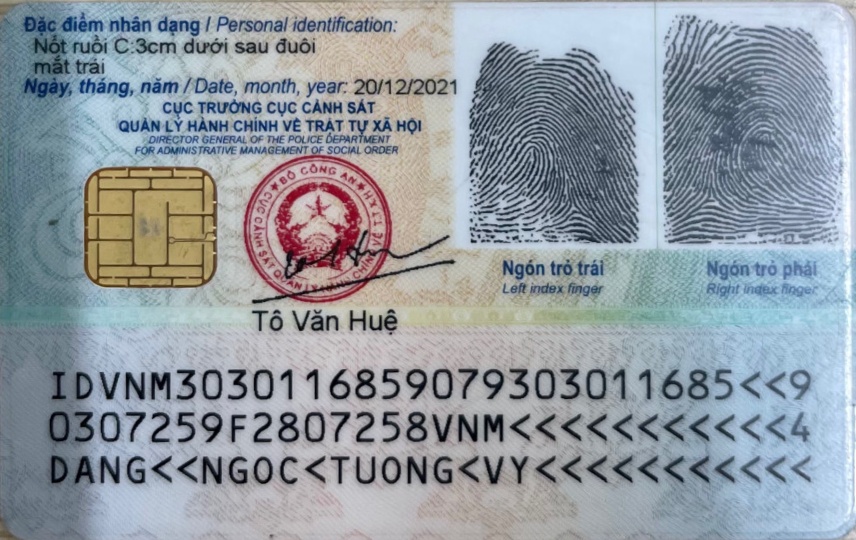 Đặc điểm nhân dạng / Personal identification:
Nốt ruồi C:3cm dưới sau đuôi
mắt trái
Ngày, tháng, năm / Date, month, year: 20/12/2021
CỤC TRƯỞNG CỤC CẢNH SÁT
QUẢN LÝ HÀNH CHÍNH VỀ TRẬT TỰ XÃ HỘI
DIRECTOR GENERAL OF THE POLICE DEPARTMENT
FOR ADMINISTRATIVE MANAGEMENT OF SOCIAL ORDER
BỘ CÔNG AN
CỤC CẢNH SÁT QUẢN LÝ HÀNH CHÍNH VỀ TTXH
Tô Văn Huệ
Ngón trỏ trái
Left index finger
Ngón trỏ phải
Right index finger
IDVNM3030116859079303011685<<9
0307259F2807258VNM<<<<<<<<<<<4
DANG<<NGOC<TUONG<VY<<<<<<<<<<<